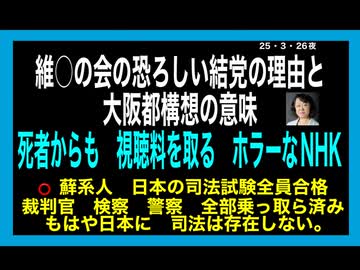 25・3・26夜
維○の会の恐ろしい結党の理由と
大阪都構想の意味
死者からも 視聴料を取る ホラーなNHK
○ 蘇系人 日本の司法試験全員合格
裁判官 検察 警察 全部乗っ取ら済み
もはや日本に 司法は存在しない。